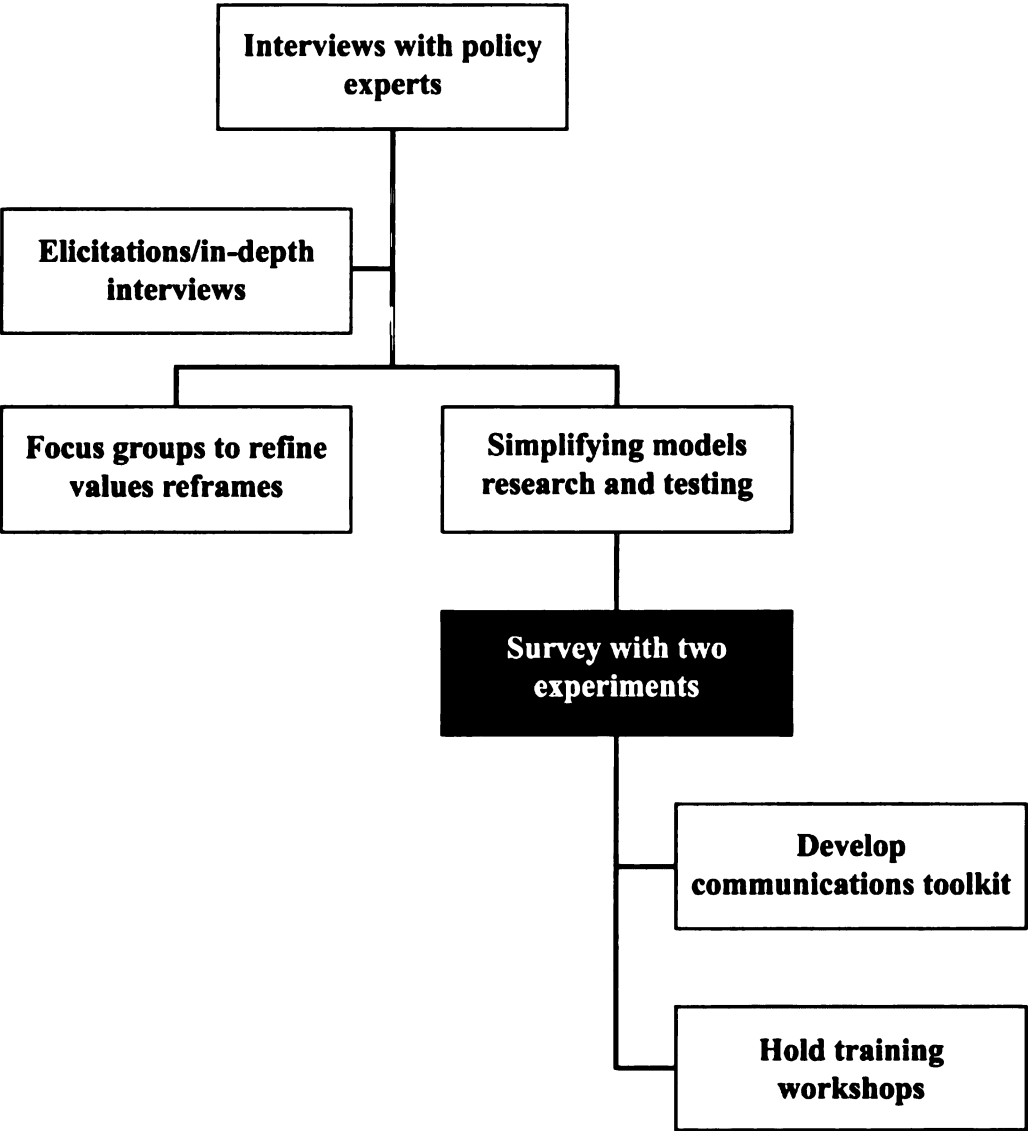 Interviews with policy
experts
Elicitations/in-depth
interviews
Focus groups to refine
values reframes
Simplifying models
research and testing
Survey with two
experiments
Develop
communications toolkit
Hold training
workshops